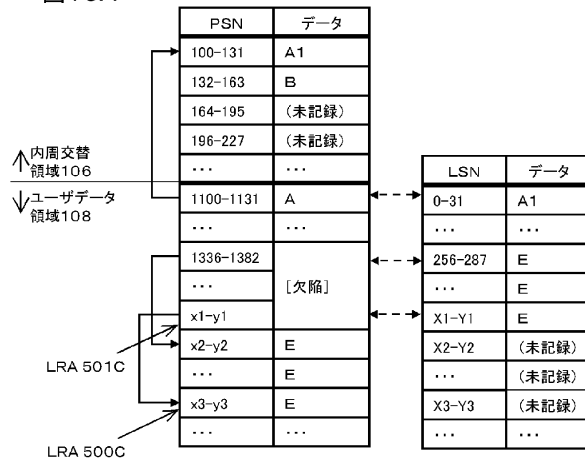 PSN データ
100-131 A1
132-163 B
164-195 (未記録)
196-227 (未記録)
... ...
内周交替
領域106
ユーザデータ
領域108
1100-1131 A
... ...
1336-1382 [欠陥]
...
x1-y1
x2-y2 E
... E
x3-y3 E
... ...
LRA 501C
LRA 500C
LSN データ
0-31 A1
... ...
256-287 E
... E
X1-Y1 E
X2-Y2 (未記録)
... (未記録)
X3-Y3 (未記録)
... ...